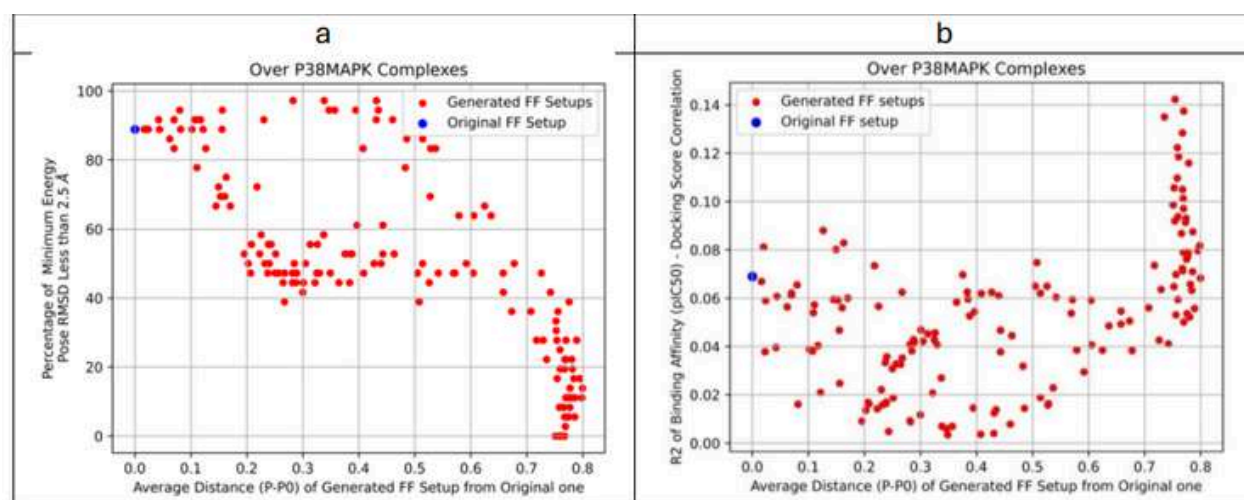 a
b
Over P38MAPK Complexes
Generated FF Setups
Original FF Setup
100
80
60
40
20
0
Percentage of Minimum Energy
Pose RMSD Less than 2.5 Å
0.0 0.1 0.2 0.3 0.4 0.5 0.6 0.7 0.8
Average Distance (P-P0) of Generated FF Setup from Original one
Over P38MAPK Complexes
Generated FF setups
Original FF setup
0.14
0.12
0.10
0.08
0.06
0.04
0.02
0.00
R2 of Binding Affinity (pIC50) - Docking Score Correlation
0.0 0.1 0.2 0.3 0.4 0.5 0.6 0.7 0.8
Average Distance (P-P0) of Generated FF Setup from Original one